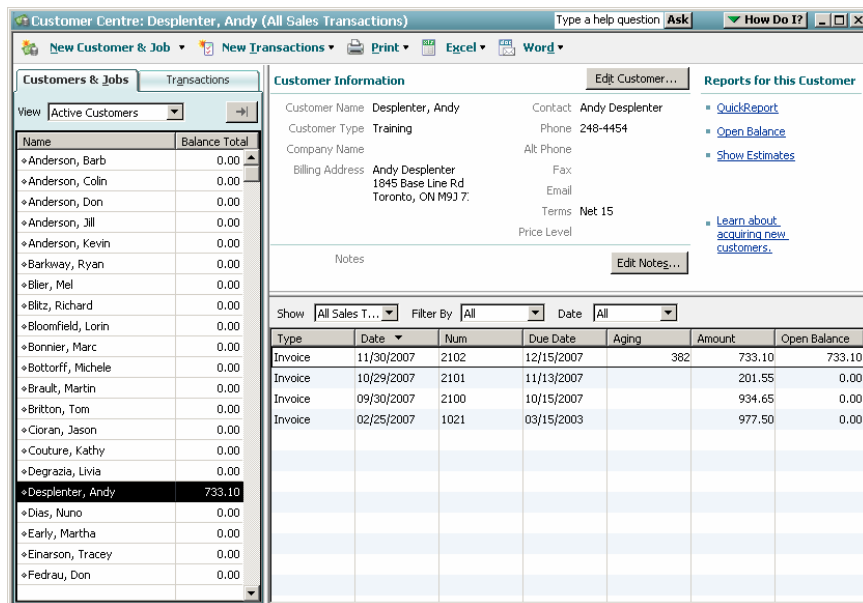 Customer Centre: Desplenter, Andy (All Sales Transactions)
Type a help question Ask How Do I?
New Customer & Job New Transactions Print Excel Word
Customers & Jobs Transactions
View Active Customers
Name Balance Total
Anderson, Barb 0.00
Anderson, Colin 0.00
Anderson, Don 0.00
Anderson, Jill 0.00
Anderson, Kevin 0.00
Barkway, Ryan 0.00
Blier, Mel 0.00
Blitz, Richard 0.00
Bloomfield, Lorin 0.00
Bonnier, Marc 0.00
Bottorff, Michele 0.00
Brault, Martin 0.00
Britton, Tom 0.00
Cioran, Jason 0.00
Couture, Kathy 0.00
Degrazia, Livia 0.00
Desplenter, Andy 733.10
Dias, Nuno 0.00
Early, Martha 0.00
Einarson, Tracey 0.00
Fedrau, Don 0.00
Customer Information Edit Customer...
Customer Name Desplenter, Andy Contact Andy Desplenter
Customer Type Training Phone 248-4454
Company Name Alt Phone
Billing Address Andy Desplenter Fax
1845 Base Line Rd
Toronto, ON M9J 7
Email
Terms Net 15
Price Level
Notes Edit Notes...
Reports for this Customer
QuickReport
Open Balance
Show Estimates
Learn about
acquiring new
customers.
Show All Sales T... Filter By All Date All
Type Date Num Due Date Aging Amount Open Balance
Invoice 11/30/2007 2102 12/15/2007 382 733.10 733.10
Invoice 10/29/2007 2101 11/13/2007 201.55 0.00
Invoice 09/30/2007 2100 10/15/2007 934.65 0.00
Invoice 02/25/2007 1021 03/15/2003 977.50 0.00